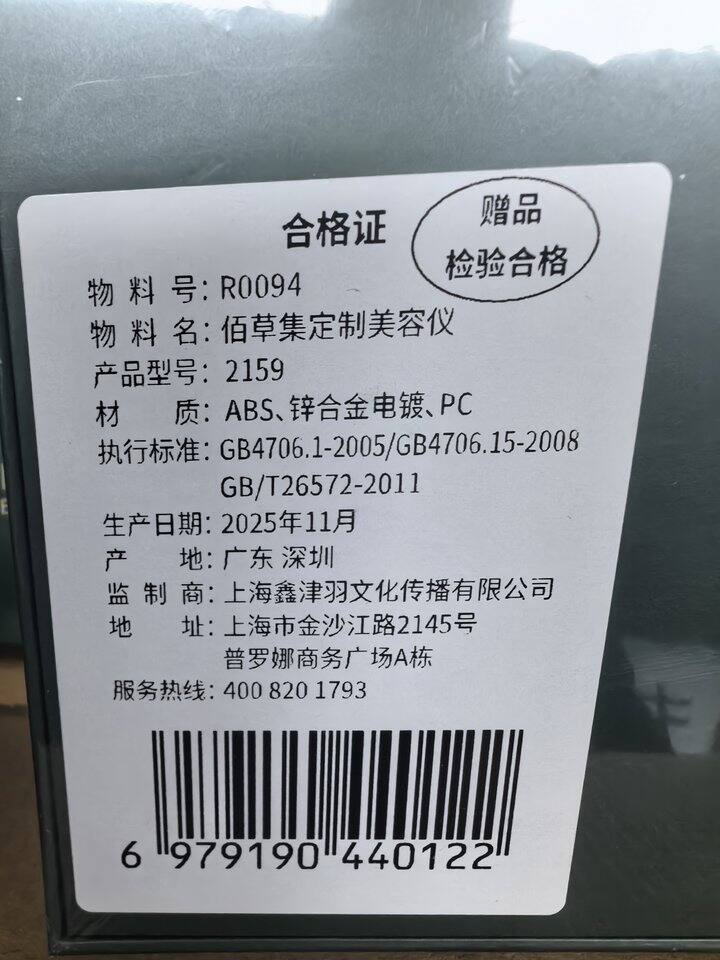 合格证
赠品
检验合格
物料号：R0094
物料名：佰草集定制美容仪
产品型号：2159
材质：ABS、锌合金电镀、PC
执行标准：GB4706.1-2005/GB4706.15-2008
GB/T26572-2011
生产日期：2025年11月
产地：广东 深圳
监制商：上海鑫津羽文化传播有限公司
地址：上海市金沙江路2145号
普罗娜商务广场A栋
服务热线：400 820 1793
6 979190 440122